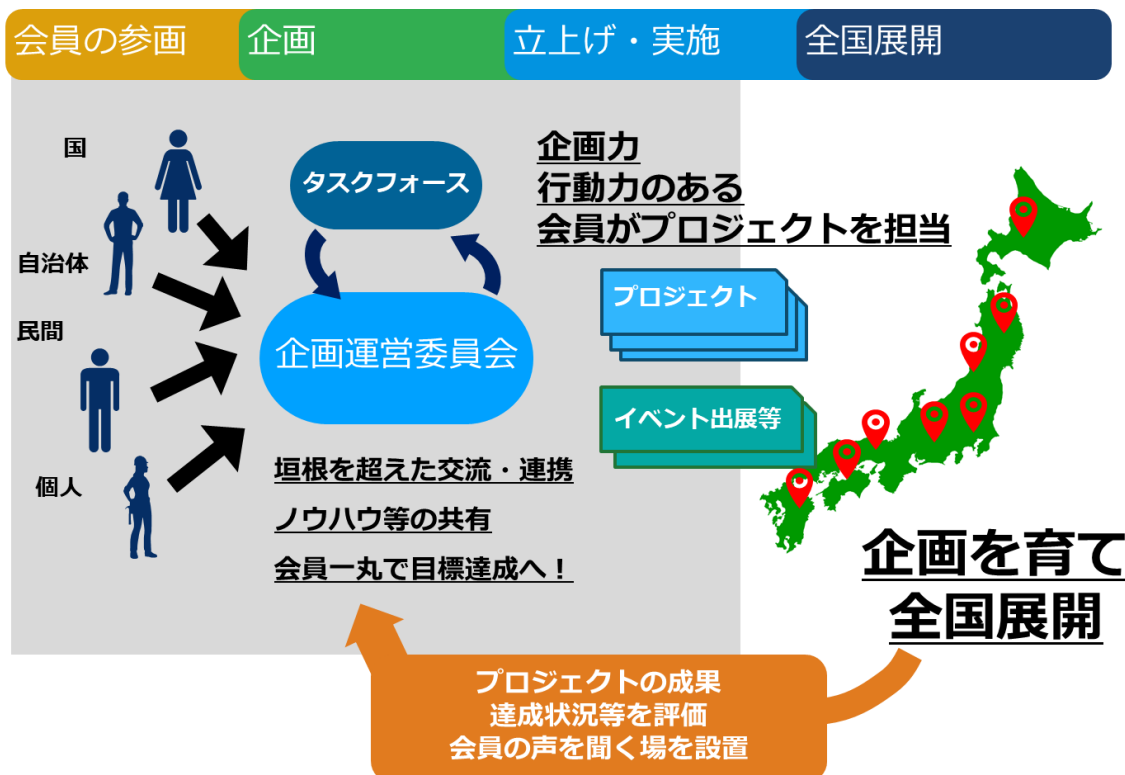 会員の参画
企画
立上げ・実施
全国展開
国
自治体
民間
個人
タスクフォース
企画運営委員会
垣根を超えた交流・連携
ノウハウ等の共有
会員一丸で目標達成へ！
企画力
行動力のある
会員がプロジェクトを担当
プロジェクト
イベント出展等
企画を育て
全国展開
プロジェクトの成果
達成状況等を評価
会員の声を聞く場を設置